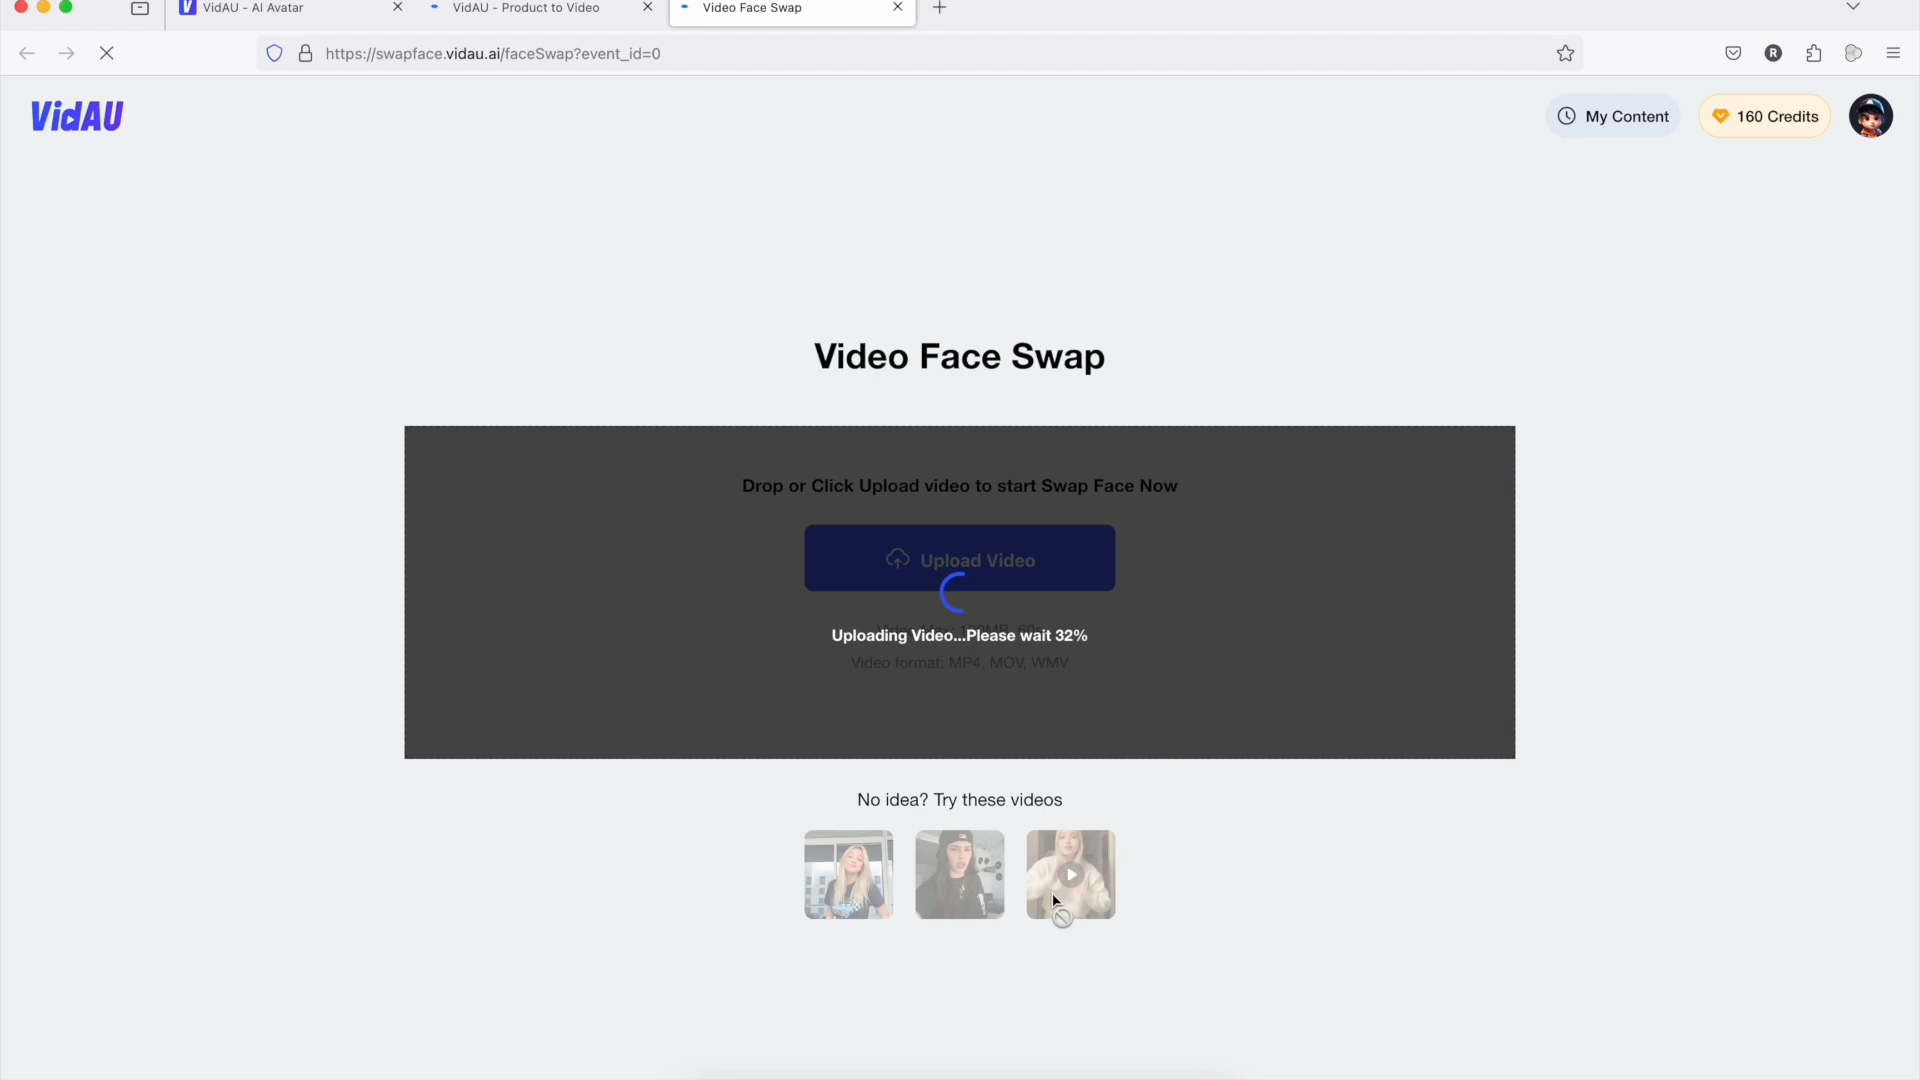 VidAU - AI Avatar
VidAU - Product to Video
Video Face Swap
https://swapface.vidau.ai/faceSwap?event_id=0
R
VidAU
My Content
160 Credits
Video Face Swap
Drop or Click Upload video to start Swap Face Now
Upload Video
Uploading Video...Please wait 32%
Video format: MP4, MOV, WMV
No idea? Try these videos